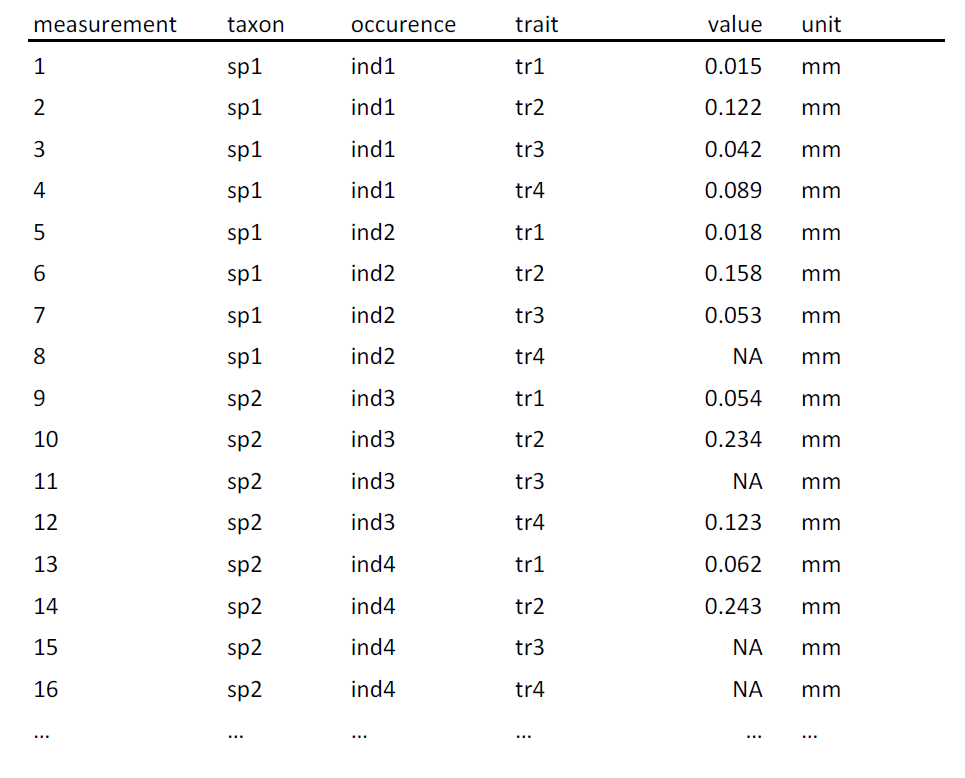 measurement taxon occurence trait value unit
1 sp1 ind1 tr1 0.015 mm
2 sp1 ind1 tr2 0.122 mm
3 sp1 ind1 tr3 0.042 mm
4 sp1 ind1 tr4 0.089 mm
5 sp1 ind2 tr1 0.018 mm
6 sp1 ind2 tr2 0.158 mm
7 sp1 ind2 tr3 0.053 mm
8 sp1 ind2 tr4 NA mm
9 sp2 ind3 tr1 0.054 mm
10 sp2 ind3 tr2 0.234 mm
11 sp2 ind3 tr3 NA mm
12 sp2 ind3 tr4 0.123 mm
13 sp2 ind4 tr1 0.062 mm
14 sp2 ind4 tr2 0.243 mm
15 sp2 ind4 tr3 NA mm
16 sp2 ind4 tr4 NA mm
... ... ... ... ... ...